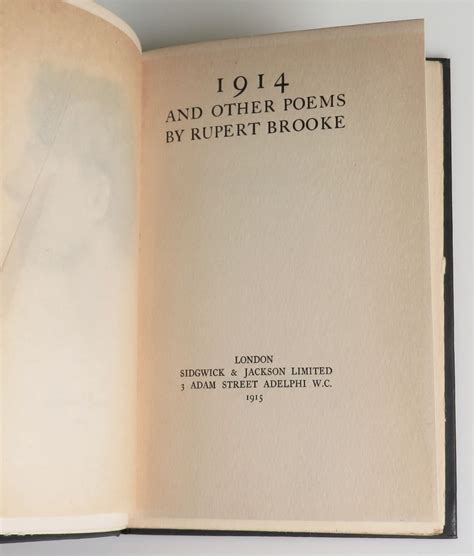 1914
AND OTHER POEMS
BY RUPERT BROOKE
LONDON
SIDGWICK & JACKSON LIMITED
3 ADAM STREET ADELPHI W.C.
1915